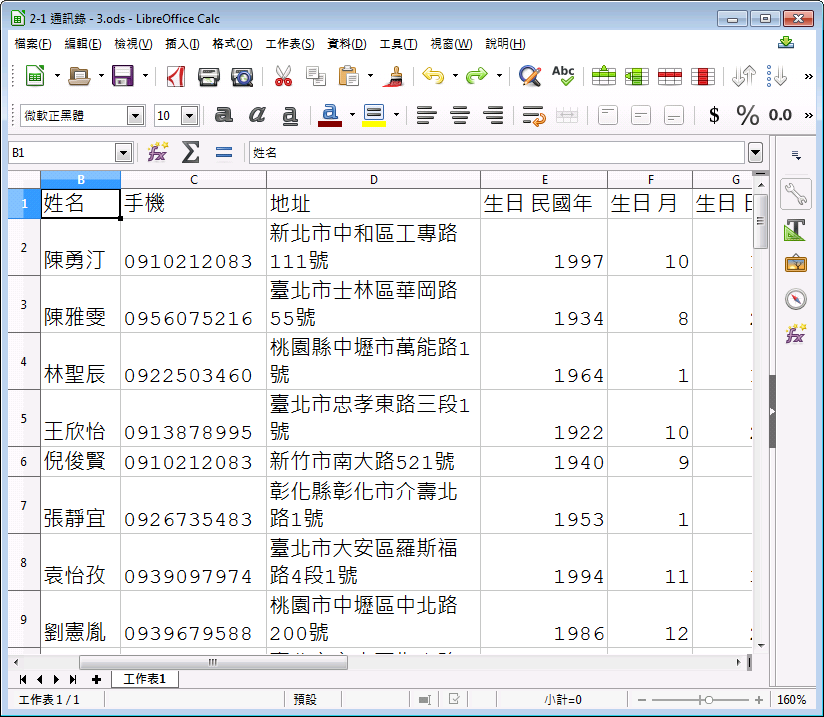 2-1 通訊錄 - 3.ods - LibreOffice Calc
檔案(F) 編輯(E) 檢視(V) 插入(I) 格式(O) 工作表(S) 資料(D) 工具(T) 視窗(W) 說明(H)
Abc
微軟正黑體 10 a a a a $ % 0.0
B1 姓名
B C D E F G
1 姓名 手機 地址 生日 民國年 生日 月 生日
2 陳勇汀 0910212083 新北市中和區工專路
111號 1997 10
3 陳雅雯 0956075216 臺北市士林區華岡路
55號 1934 8
4 林聖辰 0922503460 桃園縣中壢市萬能路1
號 1964 1
5 王欣怡 0913878995 臺北市忠孝東路三段1
號 1922 10
6 倪俊賢 0910212083 新竹市南大路521號 1940 9
7 張靜宜 0926735483 彰化縣彰化市介壽北
路1號 1953 1
8 袁怡孜 0939097974 臺北市大安區羅斯福
路4段1號 1994 11
9 劉憲胤 0939679588 桃園市中壢區中北路
200號 1986 12
工作表1
工作表 1 / 1 預設 小計=0 160%